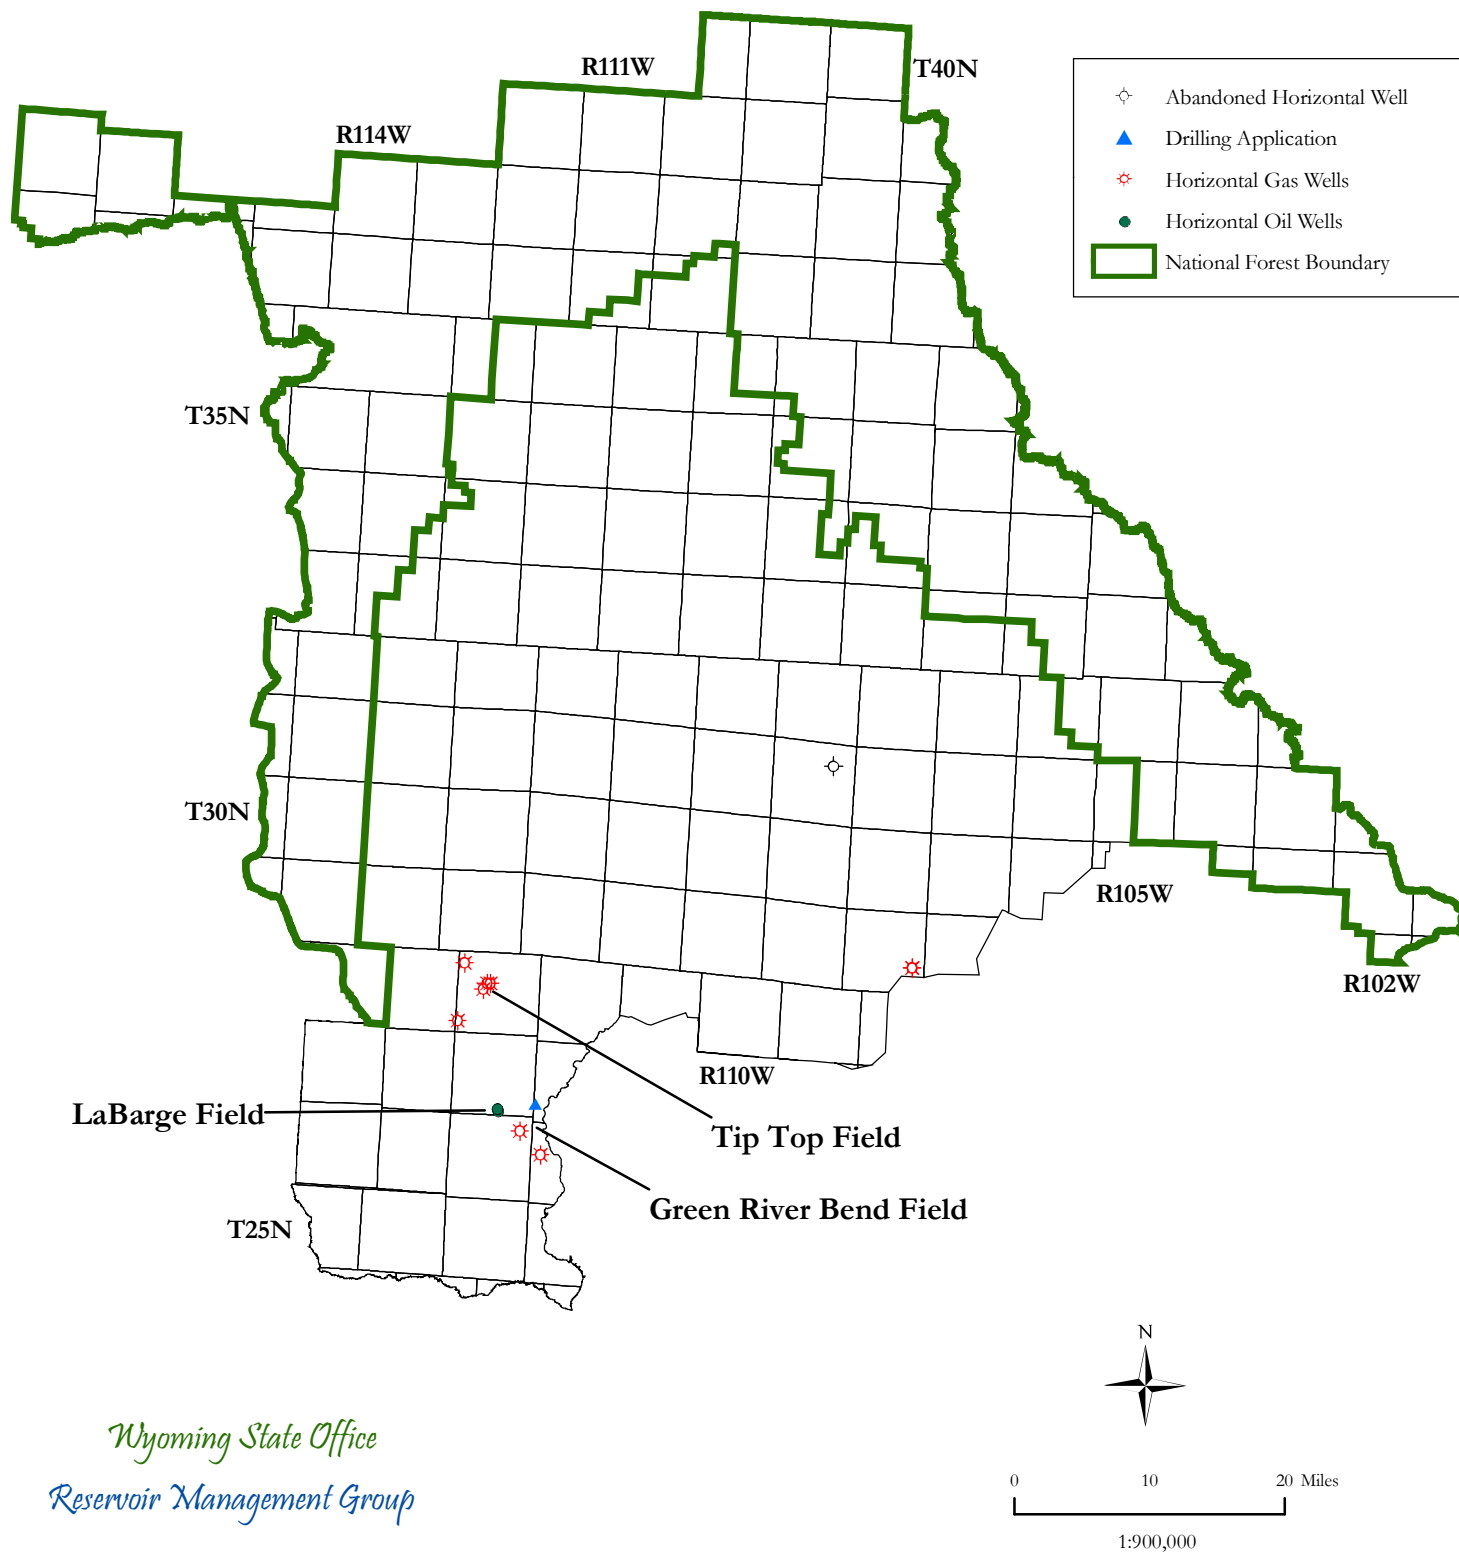 R111W
T40N
R114W
Abandoned Horizontal Well
Drilling Application
Horizontal Gas Wells
Horizontal Oil Wells
National Forest Boundary
T35N
T30N
R105W
R102W
R110W
LaBarge Field
Tip Top Field
Green River Bend Field
T25N
N
Wyoming State Office
Reservoir Management Group
0 10 20 Miles
1:900,000